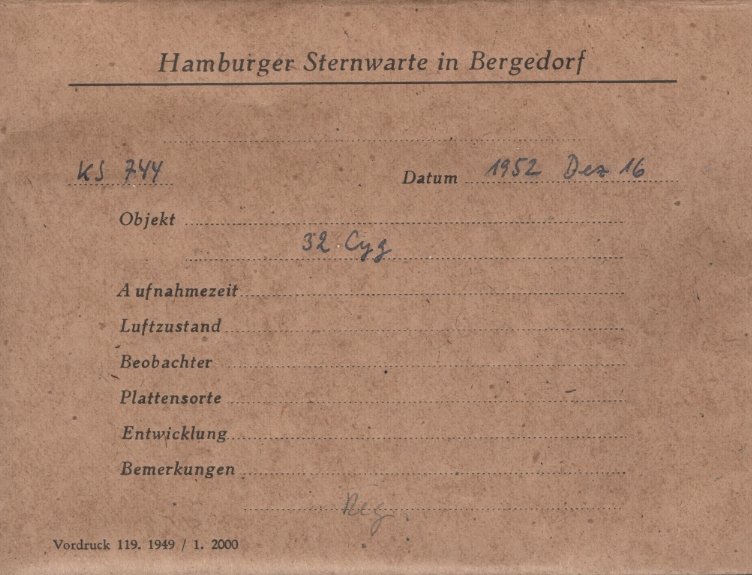 Hamburger Sternwarte in Bergedorf
KS 744 Datum 1952 Dez 16
Objekt
32 Cyg
Aufnahmezeit
Luftzustand
Beobachter
Plattensorte
Entwicklung
Bemerkungen
Vordruck 119. 1949 / 1. 2000